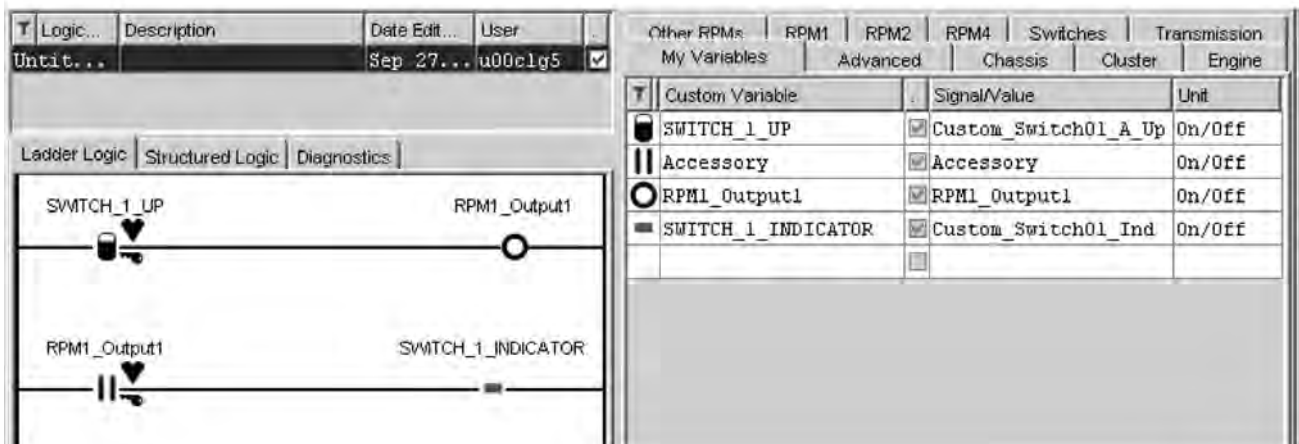 Logic... Description Date Edit... User .
Untit... Sep 27... u00clg5
Ladder Logic Structured Logic Diagnostics
SWITCH_1_UP RPM1_Output1
RPM1_Output1 SWITCH_1_INDICATOR
Other RPMs RPM1 RPM2 RPM4 Switches Transmission
My Variables Advanced Chassis Cluster Engine
Custom Variable . Signal/Value Unit
SWITCH_1_UP Custom_Switch01_A_Up On/Off
Accessory Accessory On/Off
RPM1_Output1 RPM1_Output1 On/Off
SWITCH_1_INDICATOR Custom_Switch01_Ind On/Off